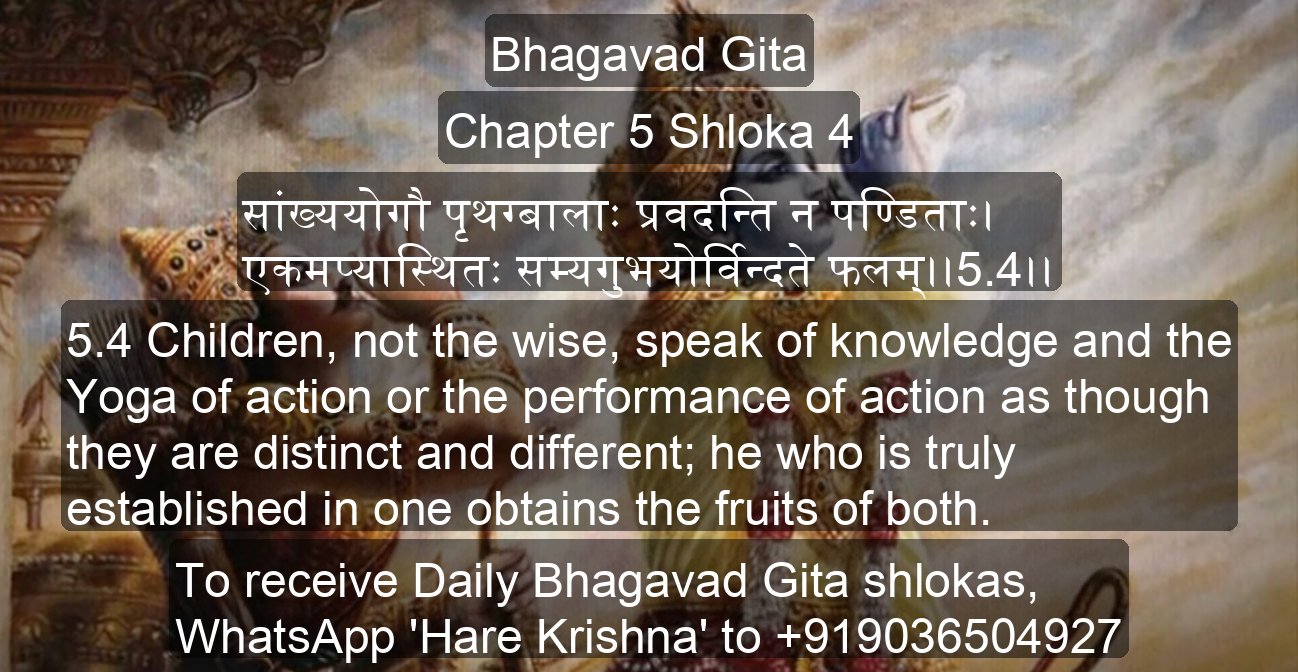 Bhagavad Gita
Chapter 5 Shloka 4
सांख्ययोगौ पृथग्बालाः प्रवदन्ति न पण्डिताः।
एकमप्यास्थितः सम्यगुभयोर्विन्दते फलम्।।5.4।।
5.4 Children, not the wise, speak of knowledge and the
Yoga of action or the performance of action as though
they are distinct and different; he who is truly
established in one obtains the fruits of both.
To receive Daily Bhagavad Gita shlokas,
WhatsApp 'Hare Krishna' to +919036504927